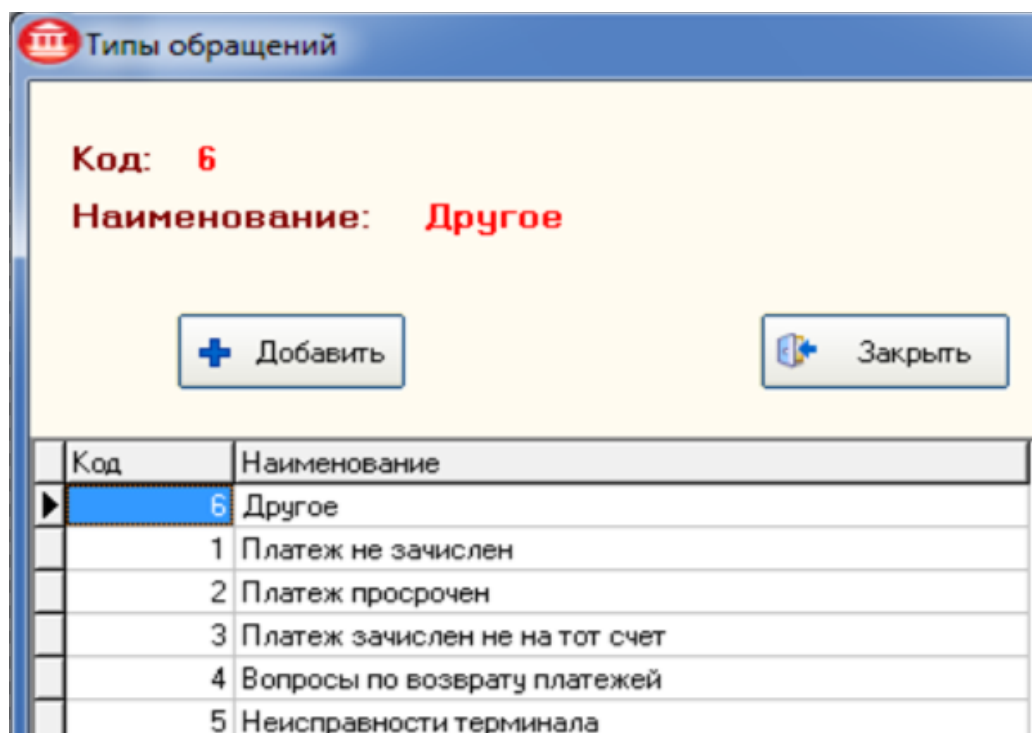 Типы обращений
Код: 6
Наименование: Другое
Добавить Закрыть
Код Наименование
6 Другое
1 Платеж не зачислен
2 Платеж просрочен
3 Платеж зачислен не на тот счет
4 Вопросы по возврату платежей
5 Неисправности терминала